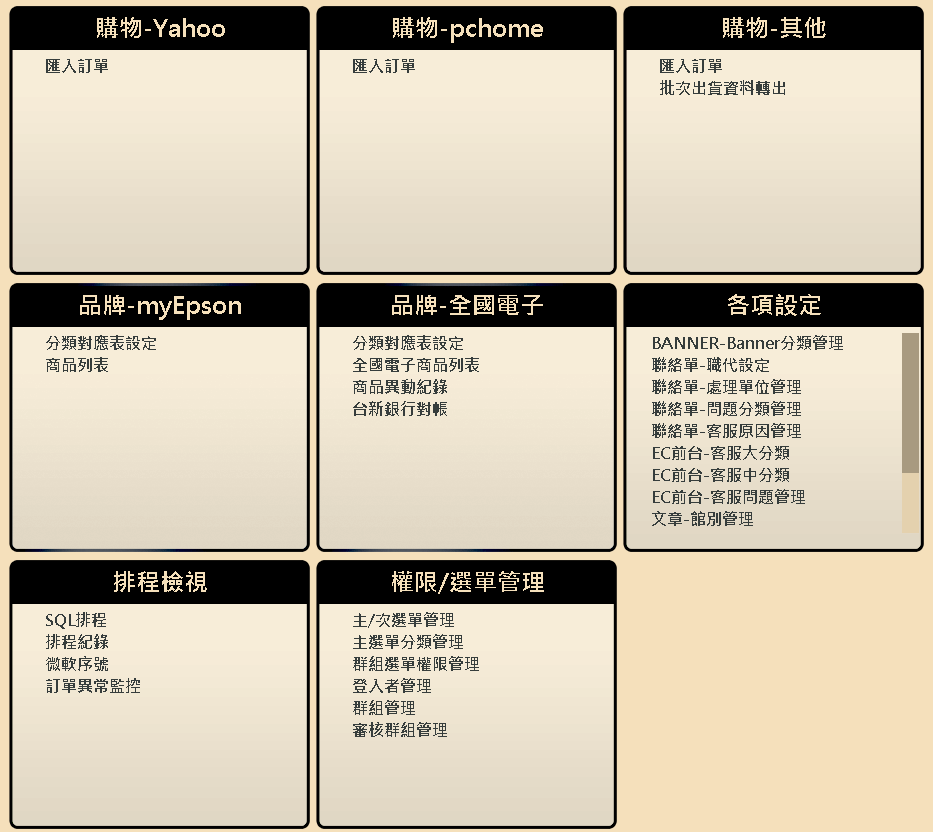 購物-Yahoo
匯入訂單
購物-pchome
匯入訂單
購物-其他
匯入訂單
批次出貨資料轉出
品牌-myEpson
分類對應表設定
商品列表
品牌-全國電子
分類對應表設定
全國電子商品列表
商品異動紀錄
台新銀行對帳
各項設定
BANNER-Banner分類管理
聯絡單-職代設定
聯絡單-處理單位管理
聯絡單-問題分類管理
聯絡單-客服原因管理
EC前台-客服大分類
EC前台-客服中分類
EC前台-客服問題管理
文章-館別管理
排程檢視
SQL排程
排程紀錄
微軟序號
訂單異常監控
權限/選單管理
主/次選單管理
主選單分類管理
群組選單權限管理
登入者管理
群組管理
審核群組管理